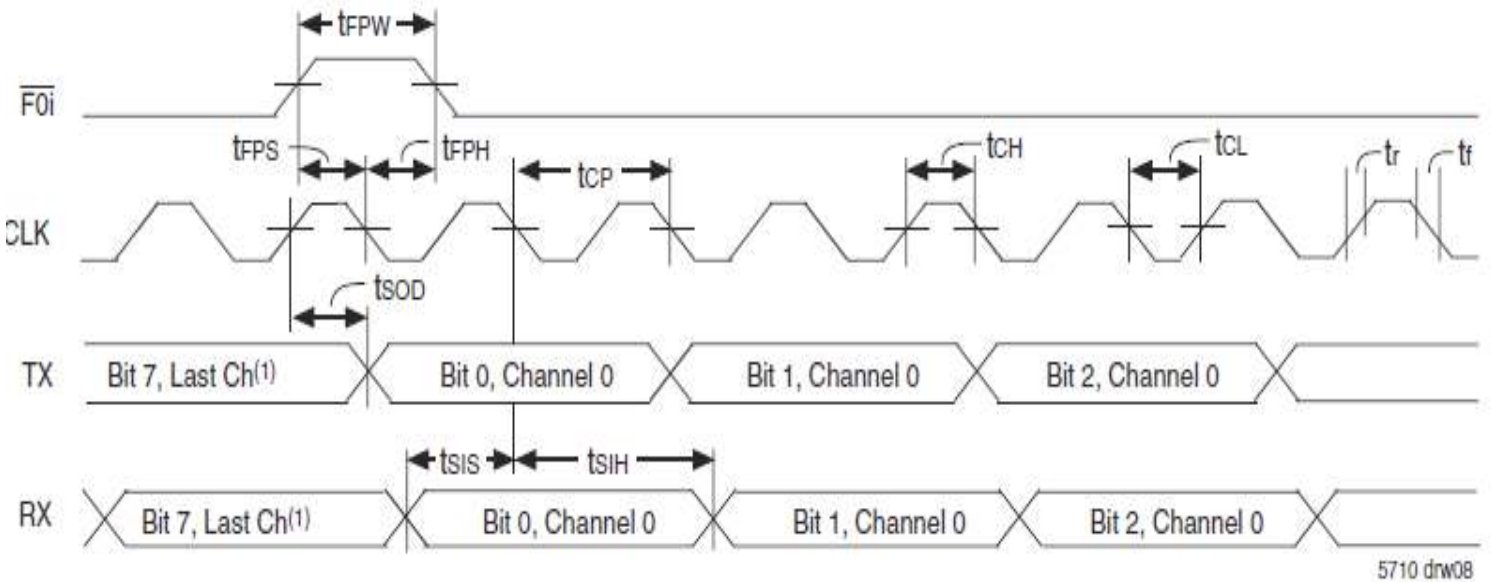 tFPW
F0i
tFPS
tFPH
tCP
tCH
tCL
tr
tf
CLK
tSOD
TX
Bit 7, Last Ch(1)
Bit 0, Channel 0
Bit 1, Channel 0
Bit 2, Channel 0
tSIS
tSIH
RX
Bit 7, Last Ch(1)
Bit 0, Channel 0
Bit 1, Channel 0
Bit 2, Channel 0
5710 drw08